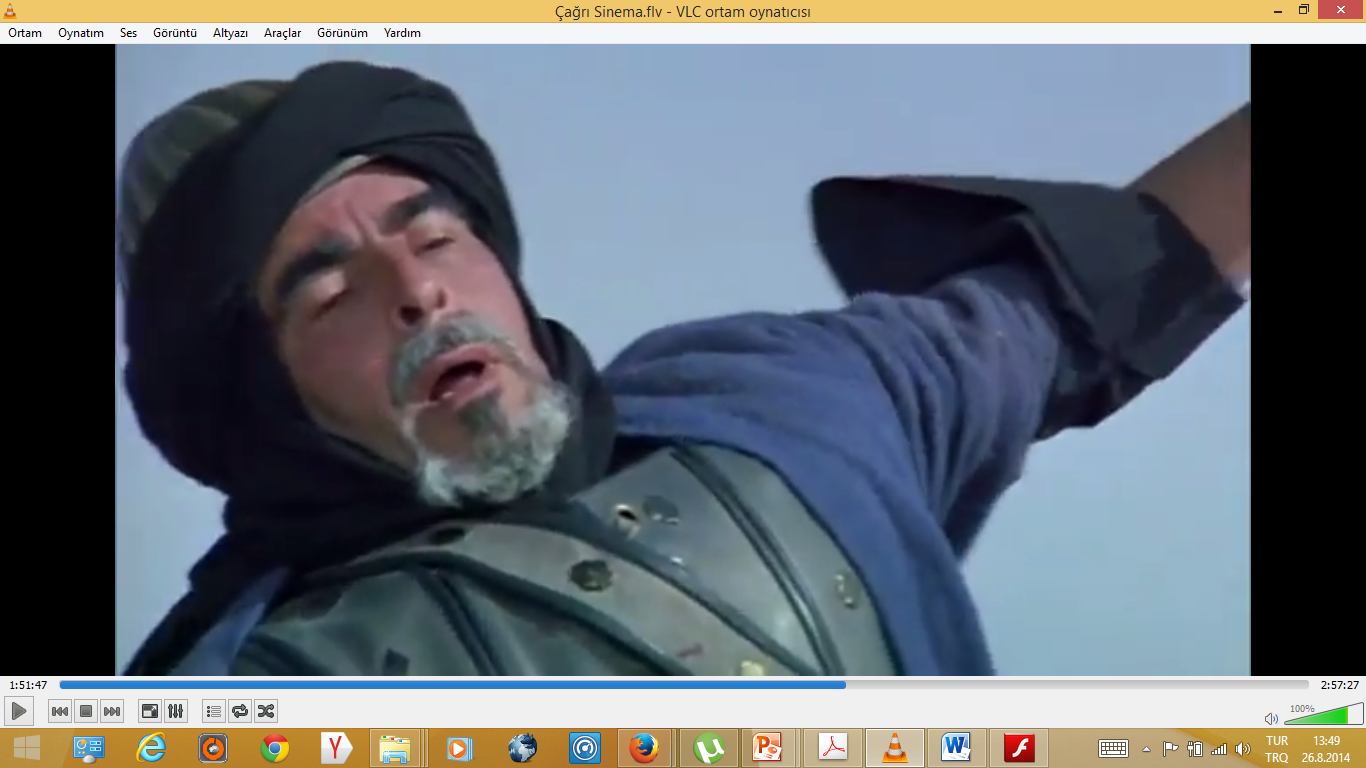 Çağrı Sinema.flv - VLC ortam oynatıcısı
Ortam Oynatım Ses Görüntü Altyazı Araçlar Görünüm Yardım
1:51:47 2:57:27
100%
TUR 13:49
TRQ 26.8.2014